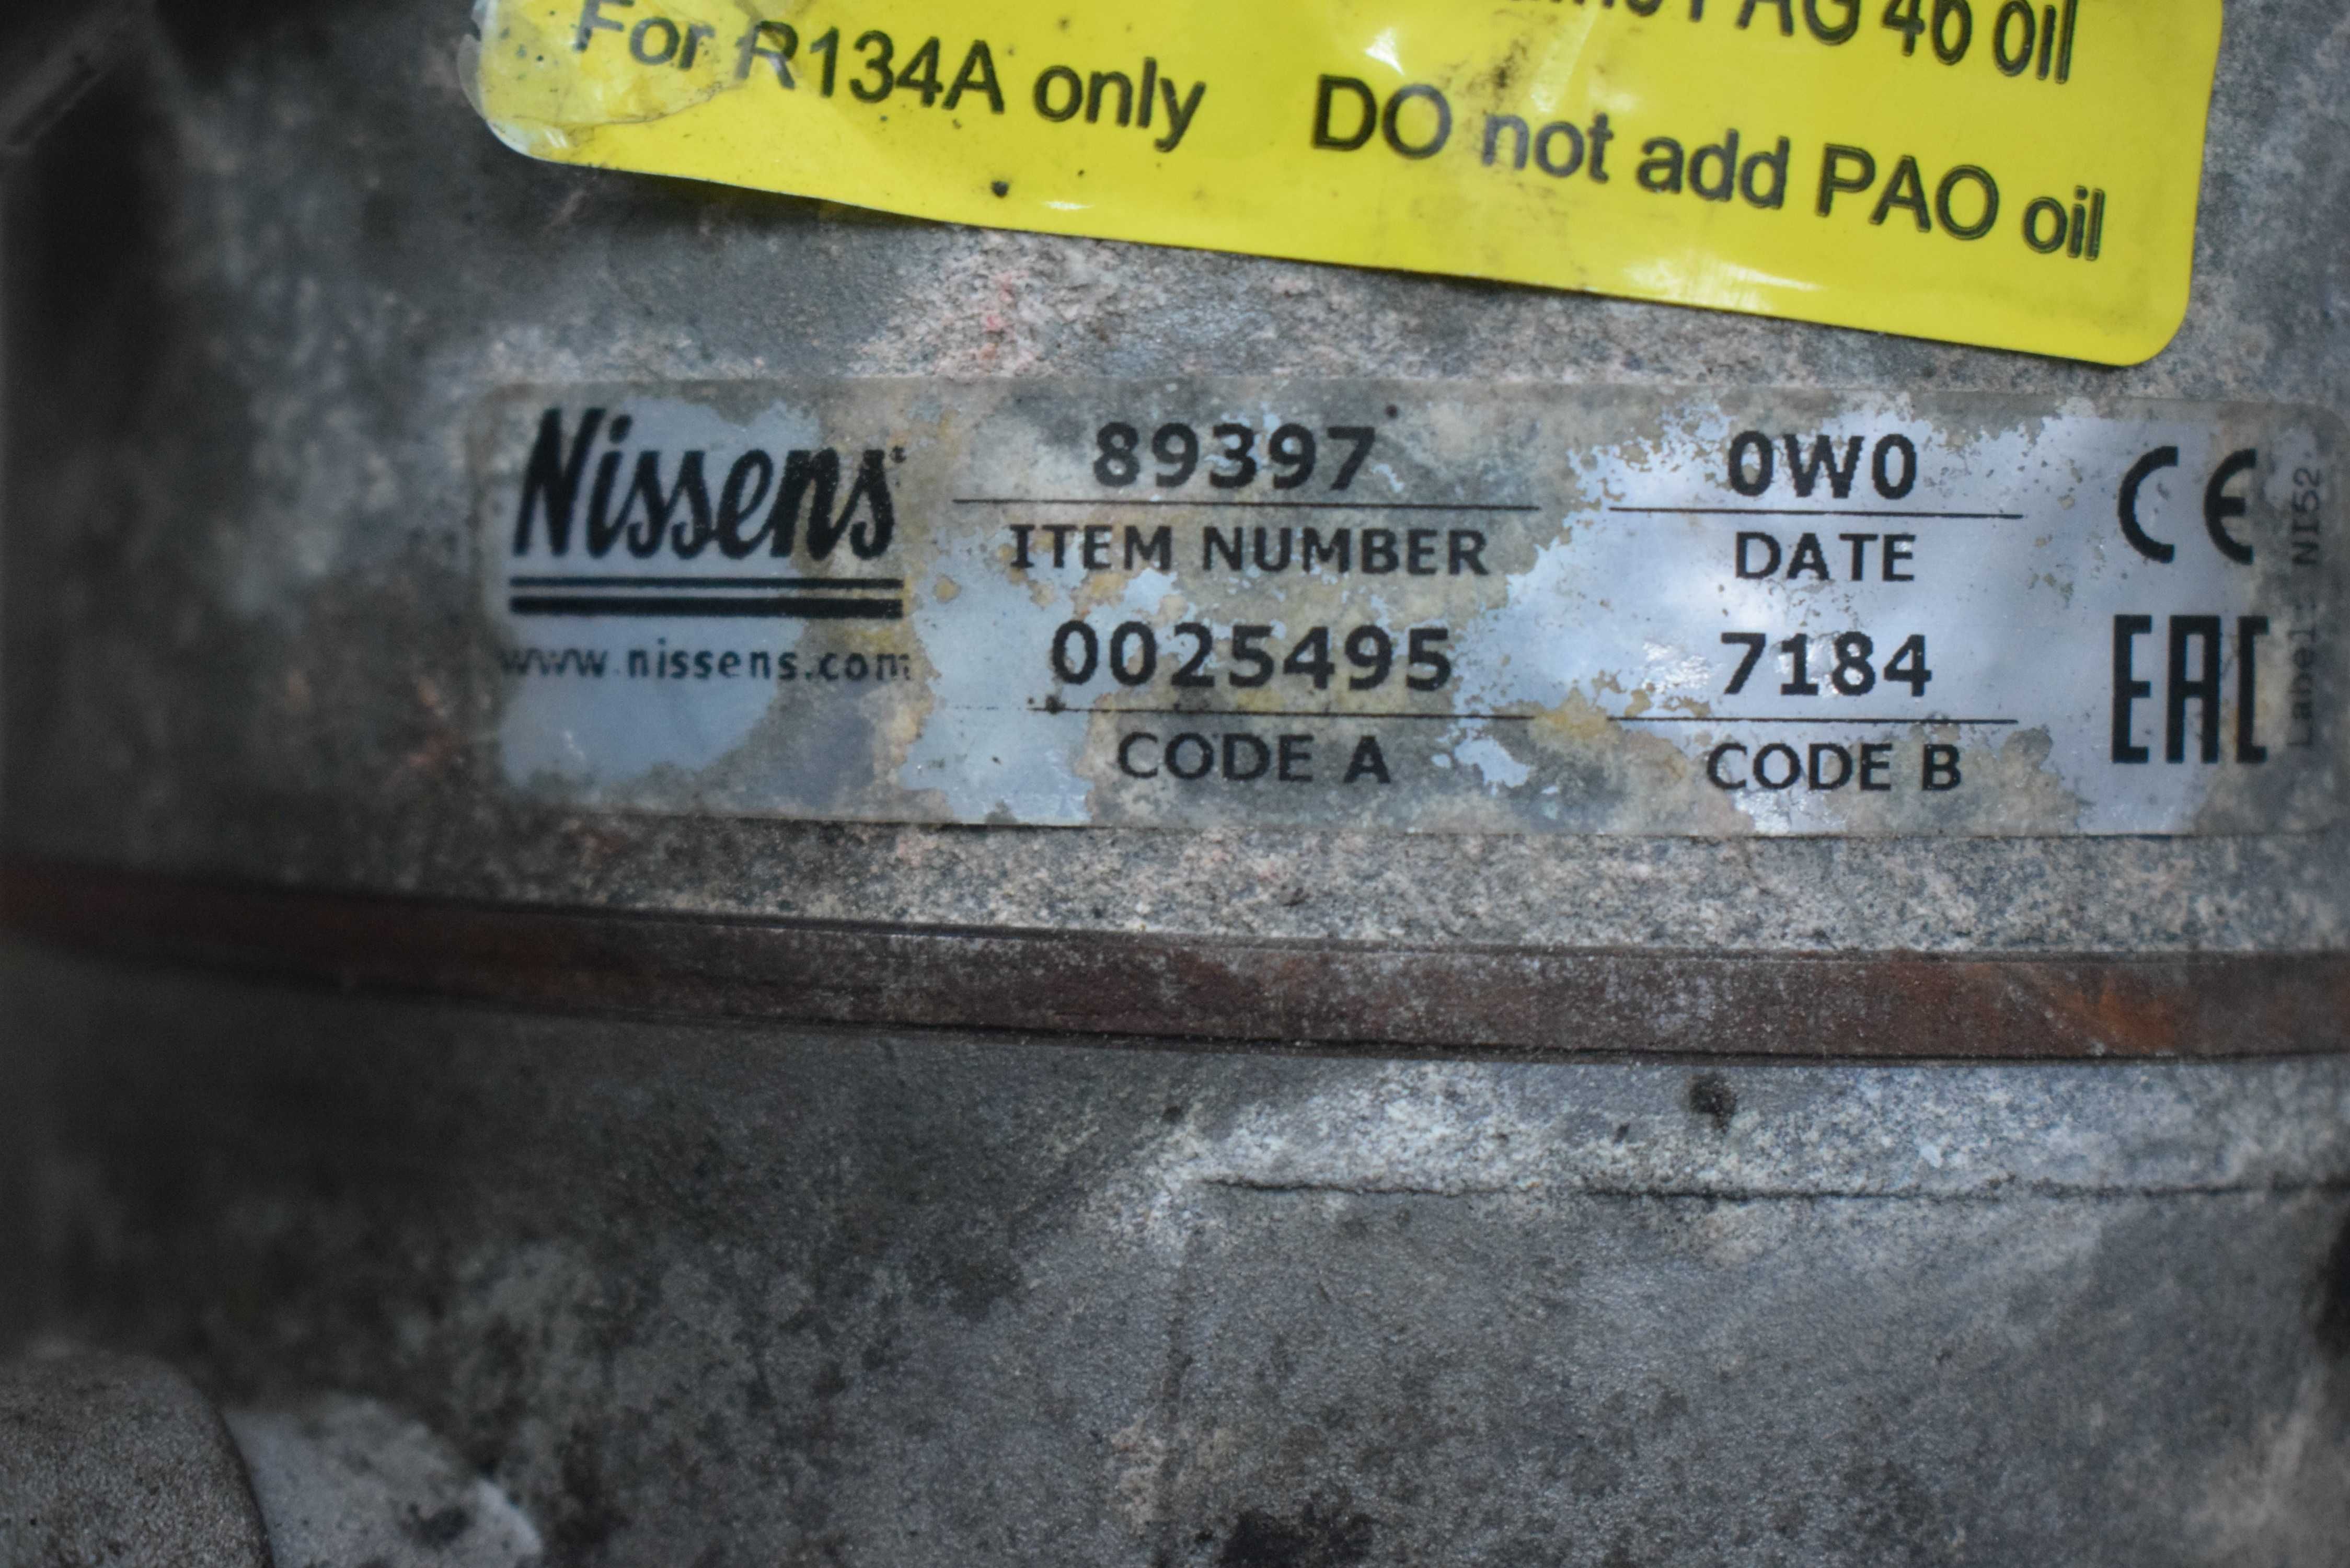 PAG 46 oil
For R134A only DO not add PAO oil
Nissens
www.nissens.com
89397
ITEM NUMBER
0025495
CODE A
0W0
DATE
7184
CODE B
CE
EAC
Label: NI52